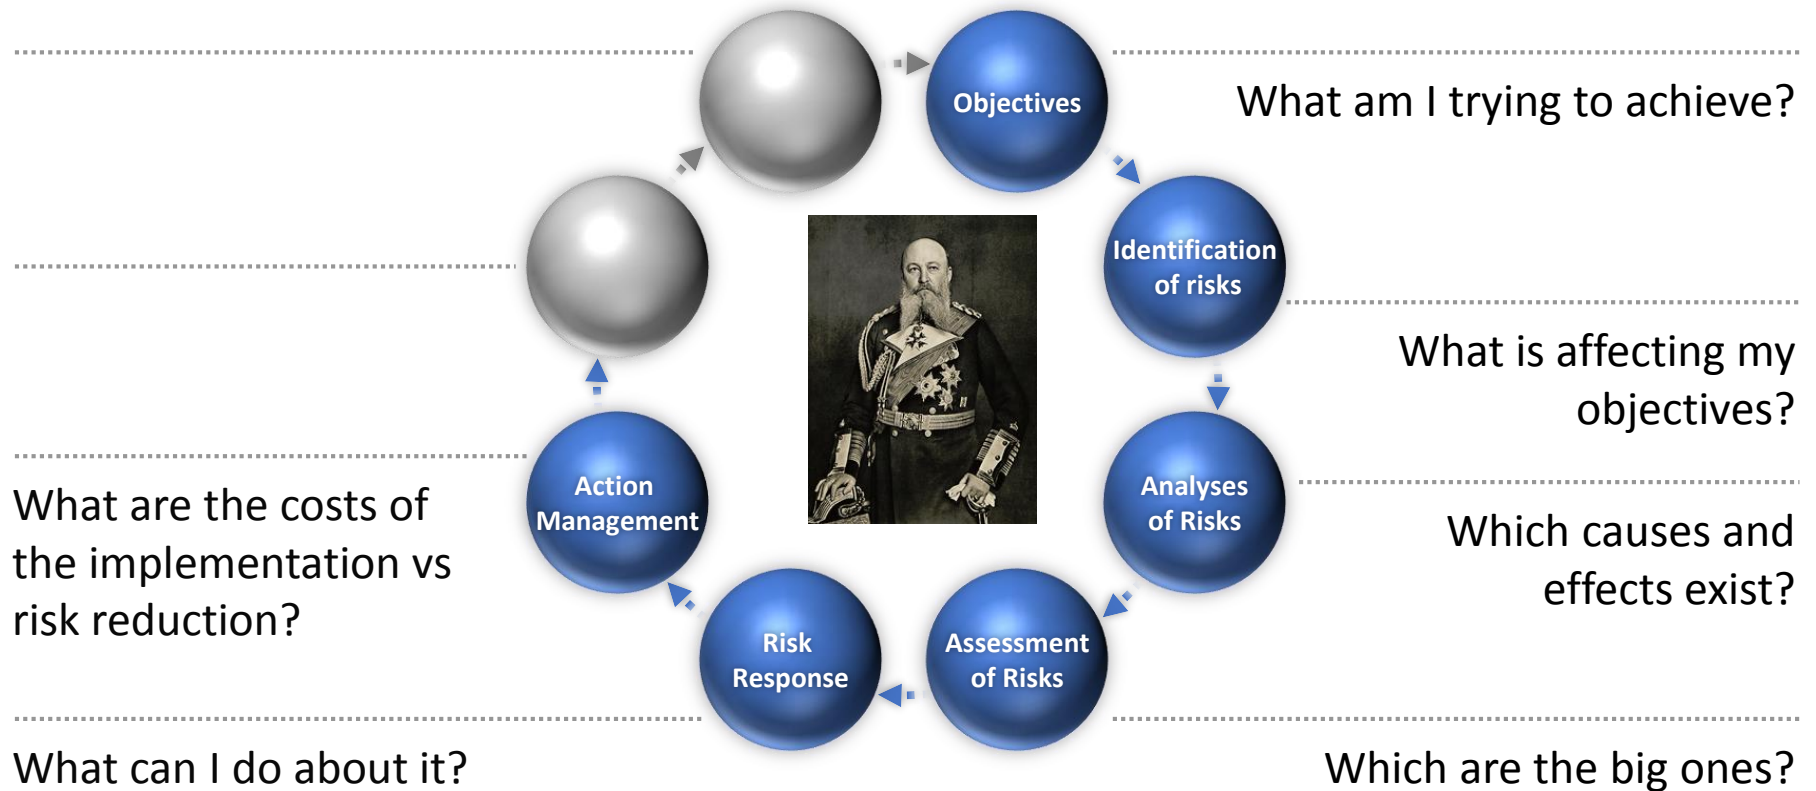 Objectives
What am I trying to achieve?
Identification
of risks
What is affecting my
objectives?
Analyses
of Risks
Which causes and
effects exist?
Assessment
of Risks
Which are the big ones?
Risk
Response
What can I do about it?
Action
Management
What are the costs of
the implementation vs
risk reduction?